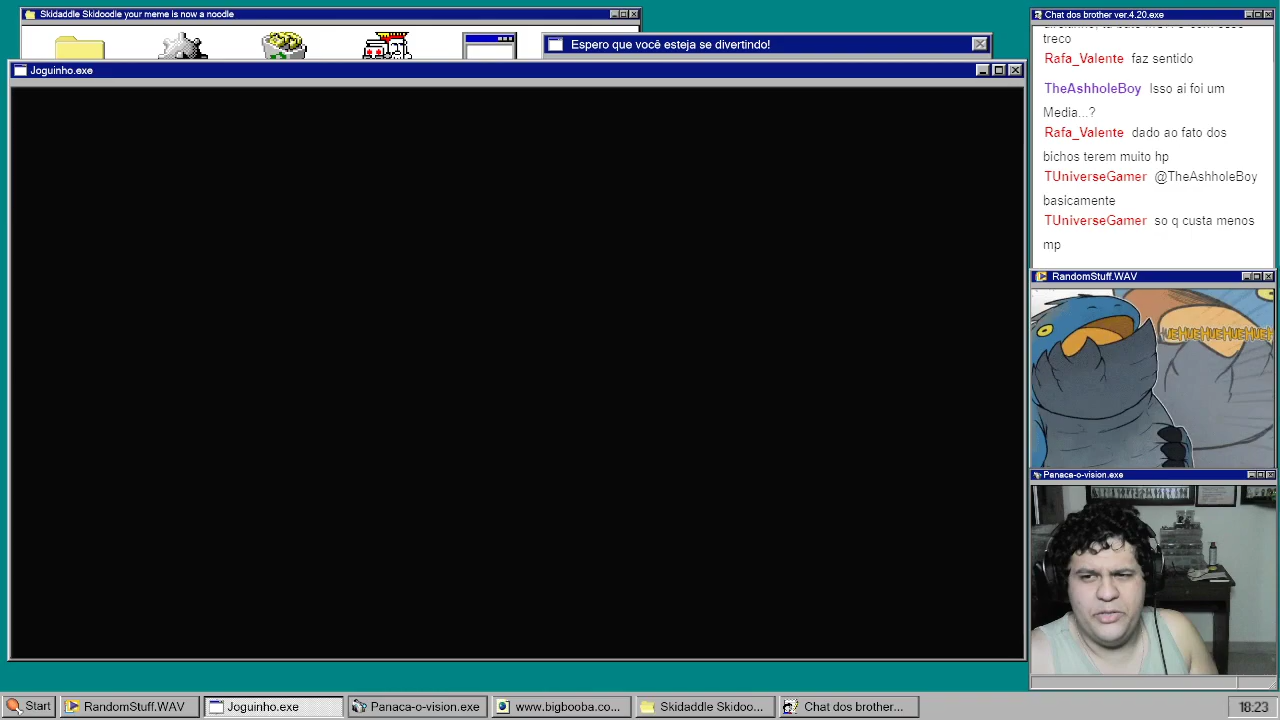 Skidaddle Skidoodle your meme is now a noodle
Espero que você esteja se divertindo!
Joguinho.exe
Chat dos brother ver.4.20.exe
treco
Rafa_Valente faz sentido
TheAshholeBoy Isso ai foi um
Media...?
Rafa_Valente dado ao fato dos
bichos terem muito hp
TUniverseGamer @TheAshholeBoy
basicamente
TUniverseGamer so q custa menos
mp
RandomStuff.WAV
HUEHUEHUEHUEHUEH
Panaca-o-vision.exe
Start
RandomStuff.WAV
Joguinho.exe
Panaca-o-vision.exe
www.bigbooba.co...
Skidaddle Skidoo...
Chat dos brother...
18:23